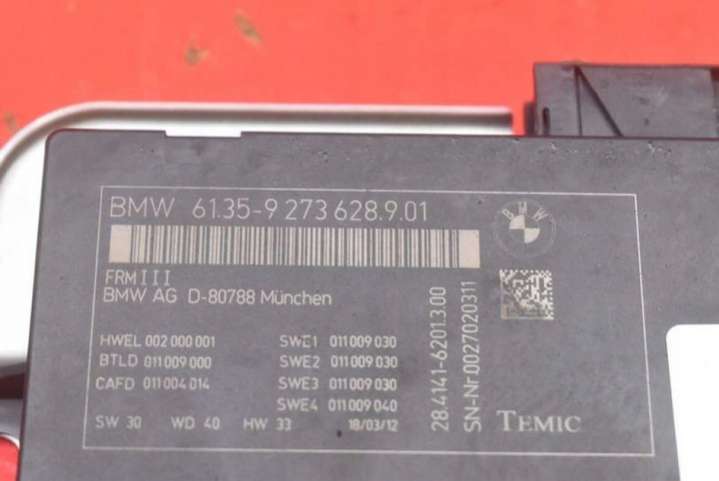 BMW 61.35-9 273 628.9.01
BMW
FRMIII
BMW AG D-80788 München
HWEL 002 000 001
BTLD 011 009 000
CAFD 011 004 014
SWE1 011 009 030
SWE2 011 009 030
SWE3 011 009 030
SWE4 011 009 040
SW 30 WD 40 HW 33 18/03/12
28.4141-6201.3.00
SN-Nr 0027020311
TEMIC